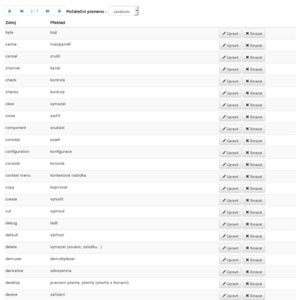 2 / 7 Počáteční písmeno :
Zdroj Překlad
byte bajt Upravit Smazat
cache mezipaměť Upravit Smazat
cancel zrušit Upravit Smazat
channel kanál Upravit Smazat
check kontrola Upravit Smazat
checks kontroly Upravit Smazat
clear vymazat Upravit Smazat
close zavřít Upravit Smazat
component součást Upravit Smazat
concept pojetí Upravit Smazat
configuration konfigurace Upravit Smazat
console konzole Upravit Smazat
context menu kontextová nabídka Upravit Smazat
copy kopírovat Upravit Smazat
create vytvořit Upravit Smazat
cut vyjmout Upravit Smazat
debug ladit Upravit Smazat
default výchozí Upravit Smazat
delete vymazat (soubor, záložku...) Upravit Smazat
demuxer demultiplexer Upravit Smazat
derivative odvozenina Upravit Smazat
desktop pracovní plocha, plocha (plocha s ikonami) Upravit Smazat
device zařízení Upravit Smazat